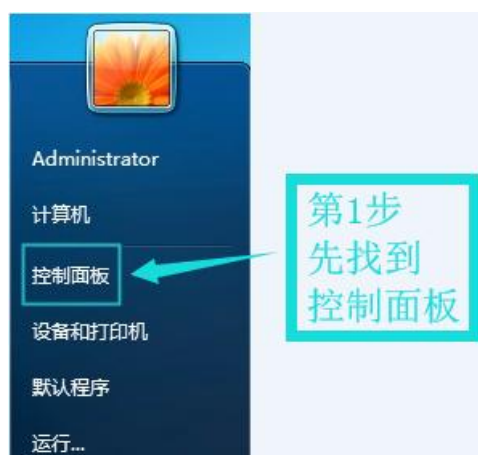 Administrator
计算机
控制面板
设备和打印机
默认程序
运行...
第1步
先找到
控制面板